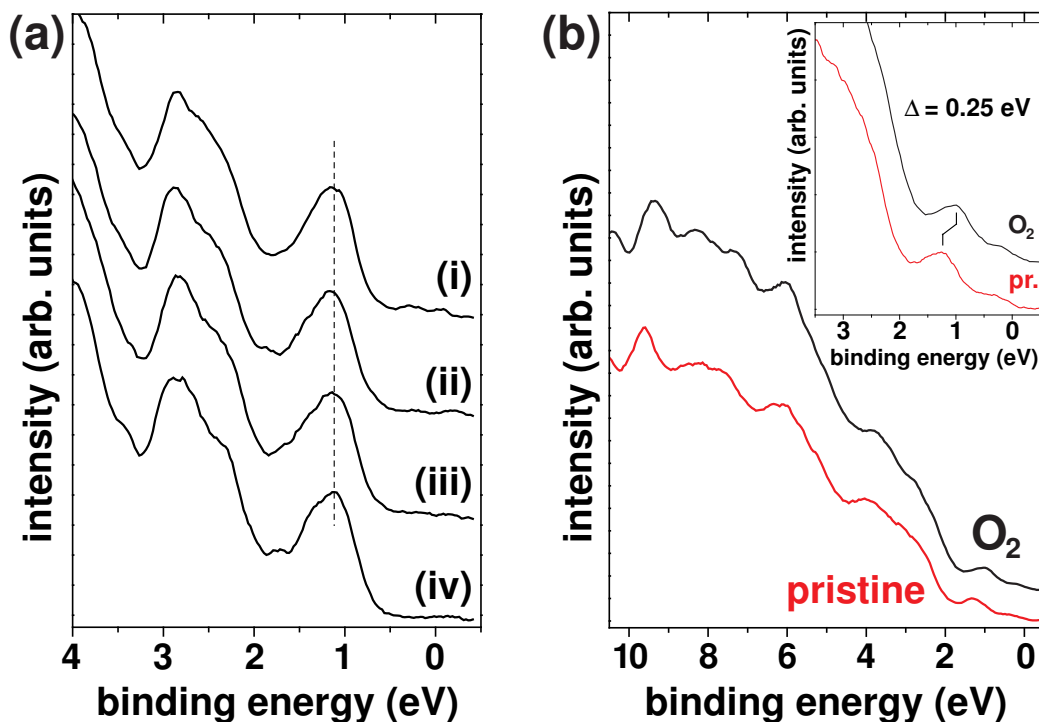 (a)
intensity (arb. units)
(i)
(ii)
(iii)
(iv)
4 3 2 1 0
binding energy (eV)
(b)
intensity (arb. units)
Δ = 0.25 eV
O₂
pr.
3 2 1 0
binding energy (eV)
intensity (arb. units)
O₂
pristine
10 8 6 4 2 0
binding energy (eV)